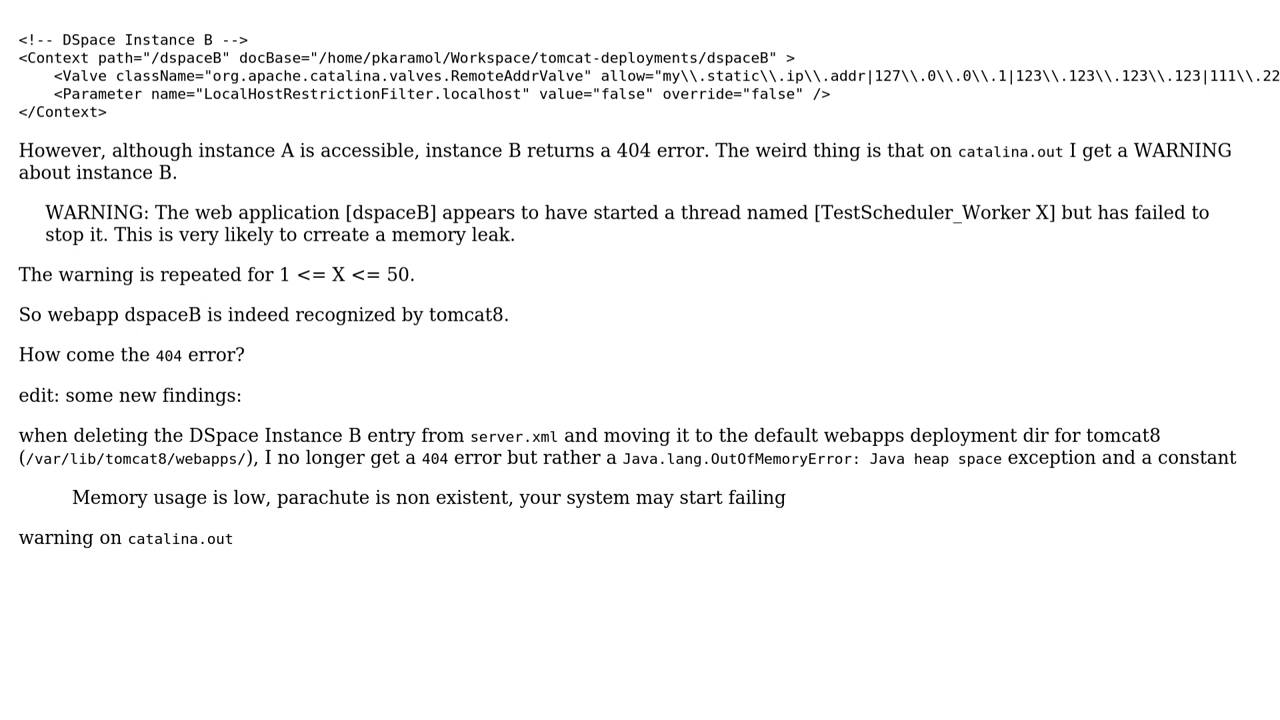 <!-- DSpace Instance B -->
<Context path="/dspaceB" docBase="/home/pkaramol/Workspace/tomcat-deployments/dspaceB" >
    <Valve className="org.apache.catalina.valves.RemoteAddrValve" allow="my\\.static\\.ip\\.addr|127\\.0\\.0\\.1|123\\.123\\.123\\.123|111\\.22
    <Parameter name="LocalHostRestrictionFilter.localhost" value="false" override="false" />
</Context>
However, although instance A is accessible, instance B returns a 404 error. The weird thing is that on catalina.out I get a WARNING
about instance B.
WARNING: The web application [dspaceB] appears to have started a thread named [TestScheduler_Worker X] but has failed to
stop it. This is very likely to crreate a memory leak.
The warning is repeated for 1 <= X <= 50.
So webapp dspaceB is indeed recognized by tomcat8.
How come the 404 error?
edit: some new findings:
when deleting the DSpace Instance B entry from server.xml and moving it to the default webapps deployment dir for tomcat8
(/var/lib/tomcat8/webapps/), I no longer get a 404 error but rather a Java.lang.OutOfMemoryError: Java heap space exception and a constant
Memory usage is low, parachute is non existent, your system may start failing
warning on catalina.out